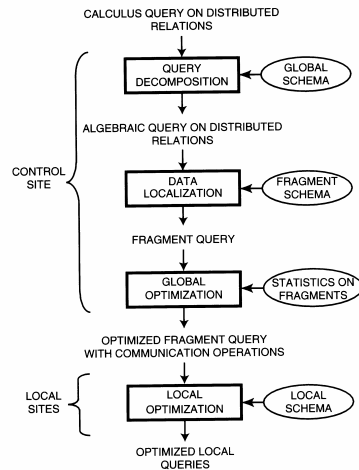 CALCULUS QUERY ON DISTRIBUTED
RELATIONS
QUERY
DECOMPOSITION
GLOBAL
SCHEMA
ALGEBRAIC QUERY ON DISTRIBUTED
RELATIONS
CONTROL
SITE
DATA
LOCALIZATION
FRAGMENT
SCHEMA
FRAGMENT QUERY
GLOBAL
OPTIMIZATION
STATISTICS ON
FRAGMENTS
OPTIMIZED FRAGMENT QUERY
WITH COMMUNICATION OPERATIONS
LOCAL
SITES
LOCAL
OPTIMIZATION
LOCAL
SCHEMA
OPTIMIZED LOCAL
QUERIES